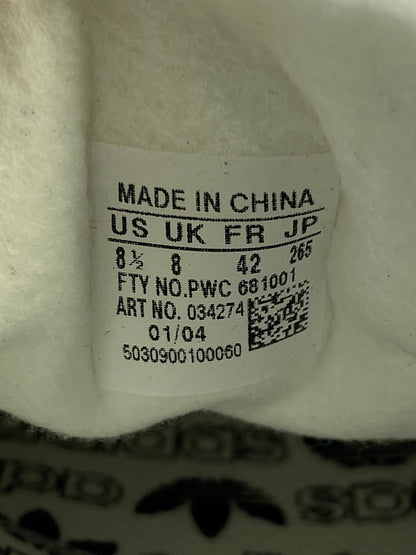 MADE IN CHINA
US UK FR JP
8½ 8 42 265
FTY NO.PWC 681001
ART NO. 034274
01/04
5030900100060
adidas